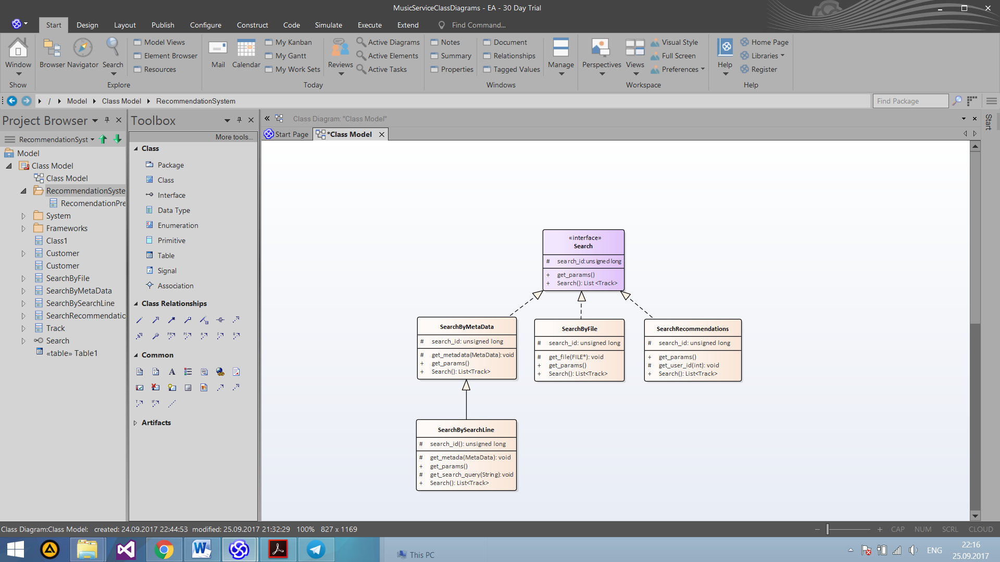 MusicServiceClassDiagrams - EA - 30 Day Trial
Start Design Layout Publish Configure Construct Code Simulate Execute Extend Find Command...
Window
Show
Browser Navigator Search
Model Views
Element Browser
Resources
Explore
Mail Calendar
My Kanban
My Gantt
My Work Sets
Reviews
Active Diagrams
Active Elements
Active Tasks
Today
Notes
Summary
Properties
Document
Relationships
Tagged Values
Windows
Manage
Perspectives Views
Visual Style
Full Screen
Preferences
Workspace
Help
Home Page
Libraries
Register
Help
/ Model Class Model RecommendationSystem
Find Package
Project Browser
RecommendationSyst
Model
Class Model
Class Model
RecommendationSyste
RecomendationPre
System
Frameworks
Class1
Customer
Customer
SearchByFile
SearchByMetaData
SearchBySearchLine
SearchRecommendatio
Track
Search
«table» Table1
Toolbox
More tools...
Class
Package
Class
Interface
Data Type
Enumeration
Primitive
Table
Signal
Association
Class Relationships
Common
Artifacts
Class Diagram: "Class Model"
Start Page *Class Model
Start
«interface»
Search
# search_id: unsigned long
+ get_params()
+ Search(): List <Track>
SearchByMetaData
# search_id: unsigned long
# get_metadata(MetaData): void
+ get_params()
+ Search(): List<Track>
SearchByFile
# search_id: unsigned long
# get_file(FILE*): void
+ get_params()
+ Search(): List<Track>
SearchRecommendations
# search_id: unsigned long
+ get_params()
# get_user_id(int): void
+ Search(): List<Track>
SearchBySearchLine
# search_id(): unsigned long
# get_metada(MetaData): void
+ get_params()
# get_search_query(String): void
+ Search(): List<Track>
Class Diagram:Class Model: created: 24.09.2017 22:44:53 modified: 25.09.2017 21:32:29 100% 827 x 1169
CAP NUM SCRL CLOUD
This PC
ENG
22:16
25.09.2017